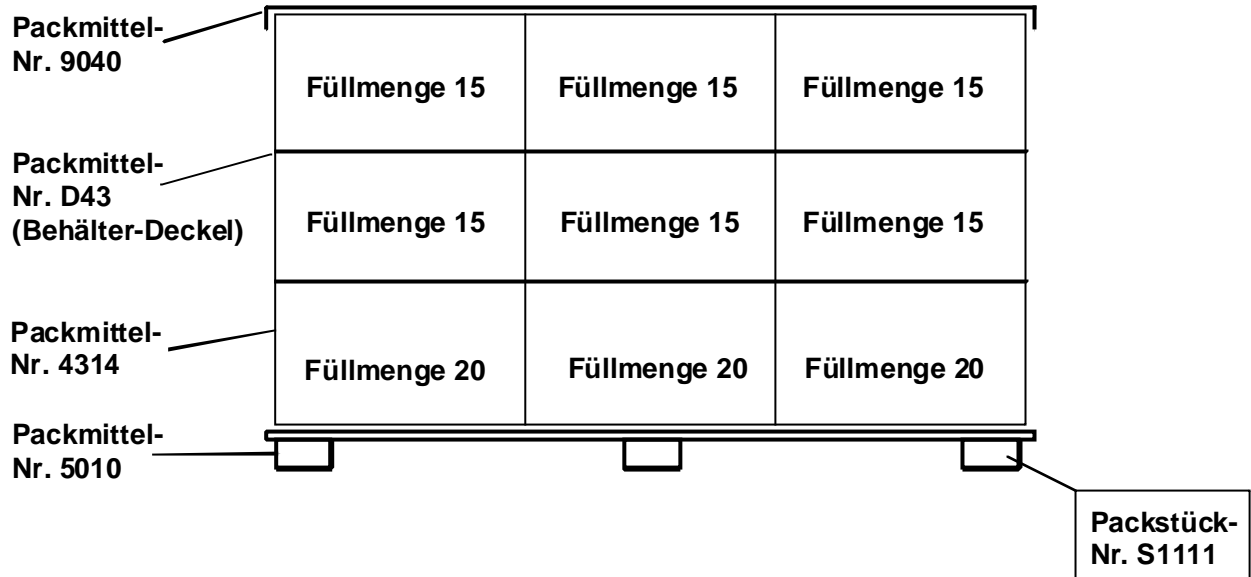 Packmittel-
Nr. 9040
Füllmenge 15
Füllmenge 15
Füllmenge 15
Packmittel-
Nr. D43
(Behälter-Deckel)
Füllmenge 15
Füllmenge 15
Füllmenge 15
Packmittel-
Nr. 4314
Füllmenge 20
Füllmenge 20
Füllmenge 20
Packmittel-
Nr. 5010
Packstück-
Nr. S1111